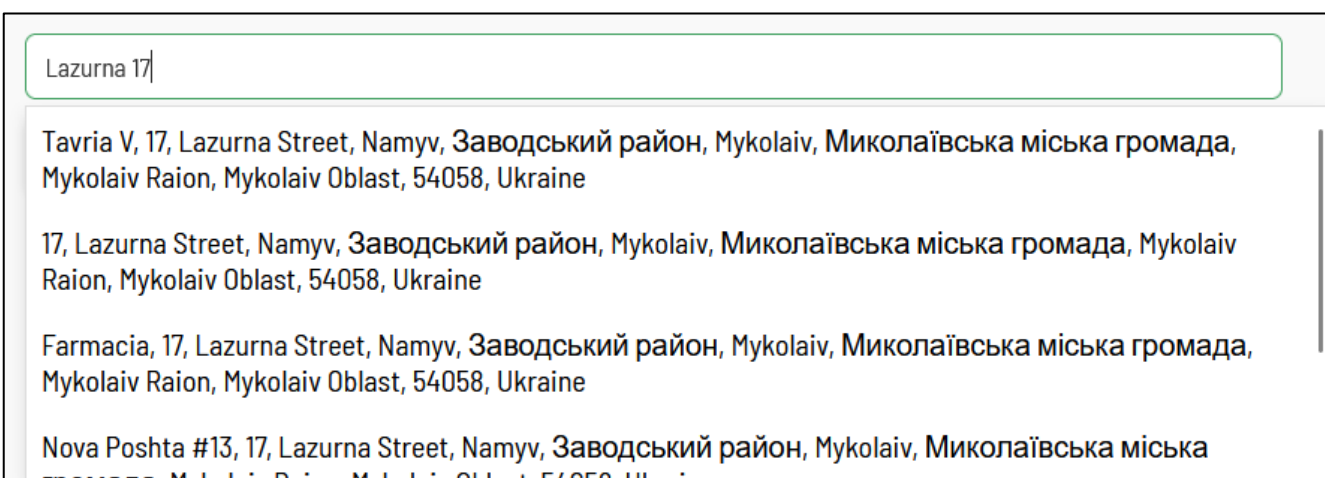 Lazurna 17
Tavria V, 17, Lazurna Street, Namyv, Заводський район, Mykolaiv, Миколаївська міська громада,
Mykolaiv Raion, Mykolaiv Oblast, 54058, Ukraine
17, Lazurna Street, Namyv, Заводський район, Mykolaiv, Миколаївська міська громада, Mykolaiv
Raion, Mykolaiv Oblast, 54058, Ukraine
Farmacia, 17, Lazurna Street, Namyv, Заводський район, Mykolaiv, Миколаївська міська громада,
Mykolaiv Raion, Mykolaiv Oblast, 54058, Ukraine
Nova Poshta #13, 17, Lazurna Street, Namyv, Заводський район, Mykolaiv, Миколаївська міська